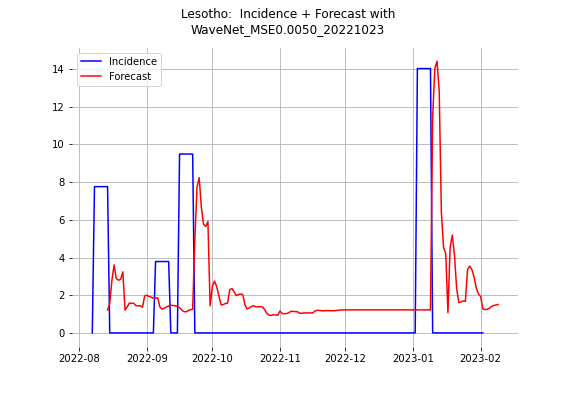 Lesotho:  Incidence + Forecast with
WaveNet_MSE0.0050_20221023
Incidence
Forecast
14
12
10
8
6
4
2
0
2022-08 2022-09 2022-10 2022-11 2022-12 2023-01 2023-02